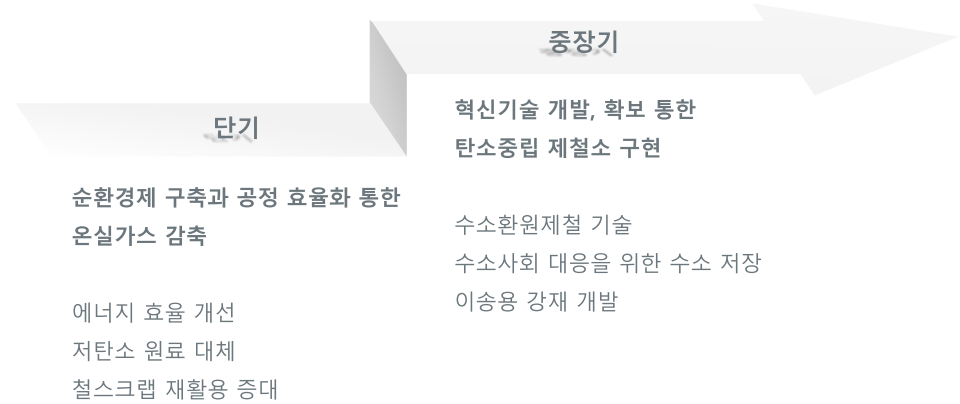 단기
순환경제 구축과 공정 효율화 통한
온실가스 감축
에너지 효율 개선
저탄소 원료 대체
철스크랩 재활용 증대
중장기
혁신기술 개발, 확보 통한
탄소중립 제철소 구현
수소환원제철 기술
수소사회 대응을 위한 수소 저장
이송용 강재 개발